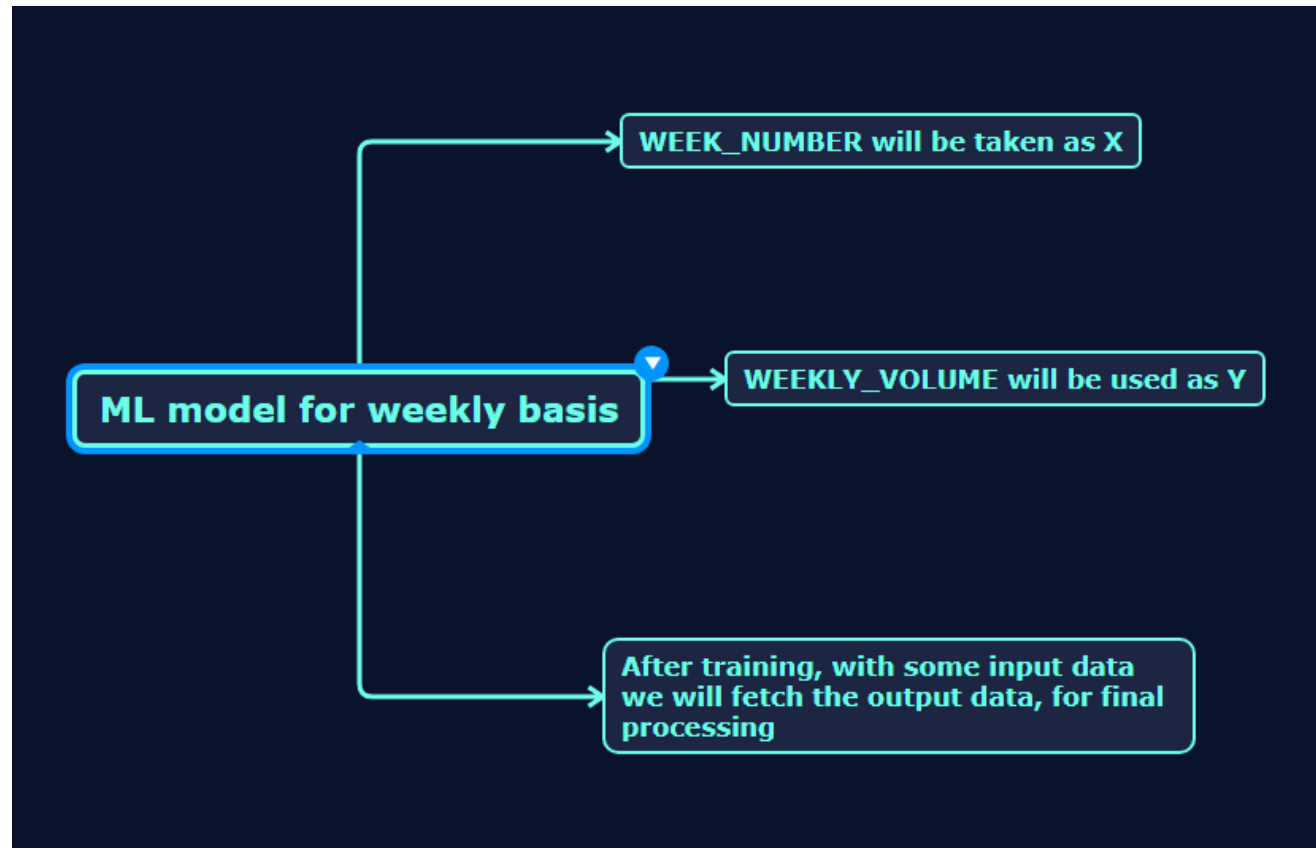 WEEK_NUMBER will be taken as X
WEEKLY_VOLUME will be used as Y
ML model for weekly basis
After training, with some input data
we will fetch the output data, for final
processing